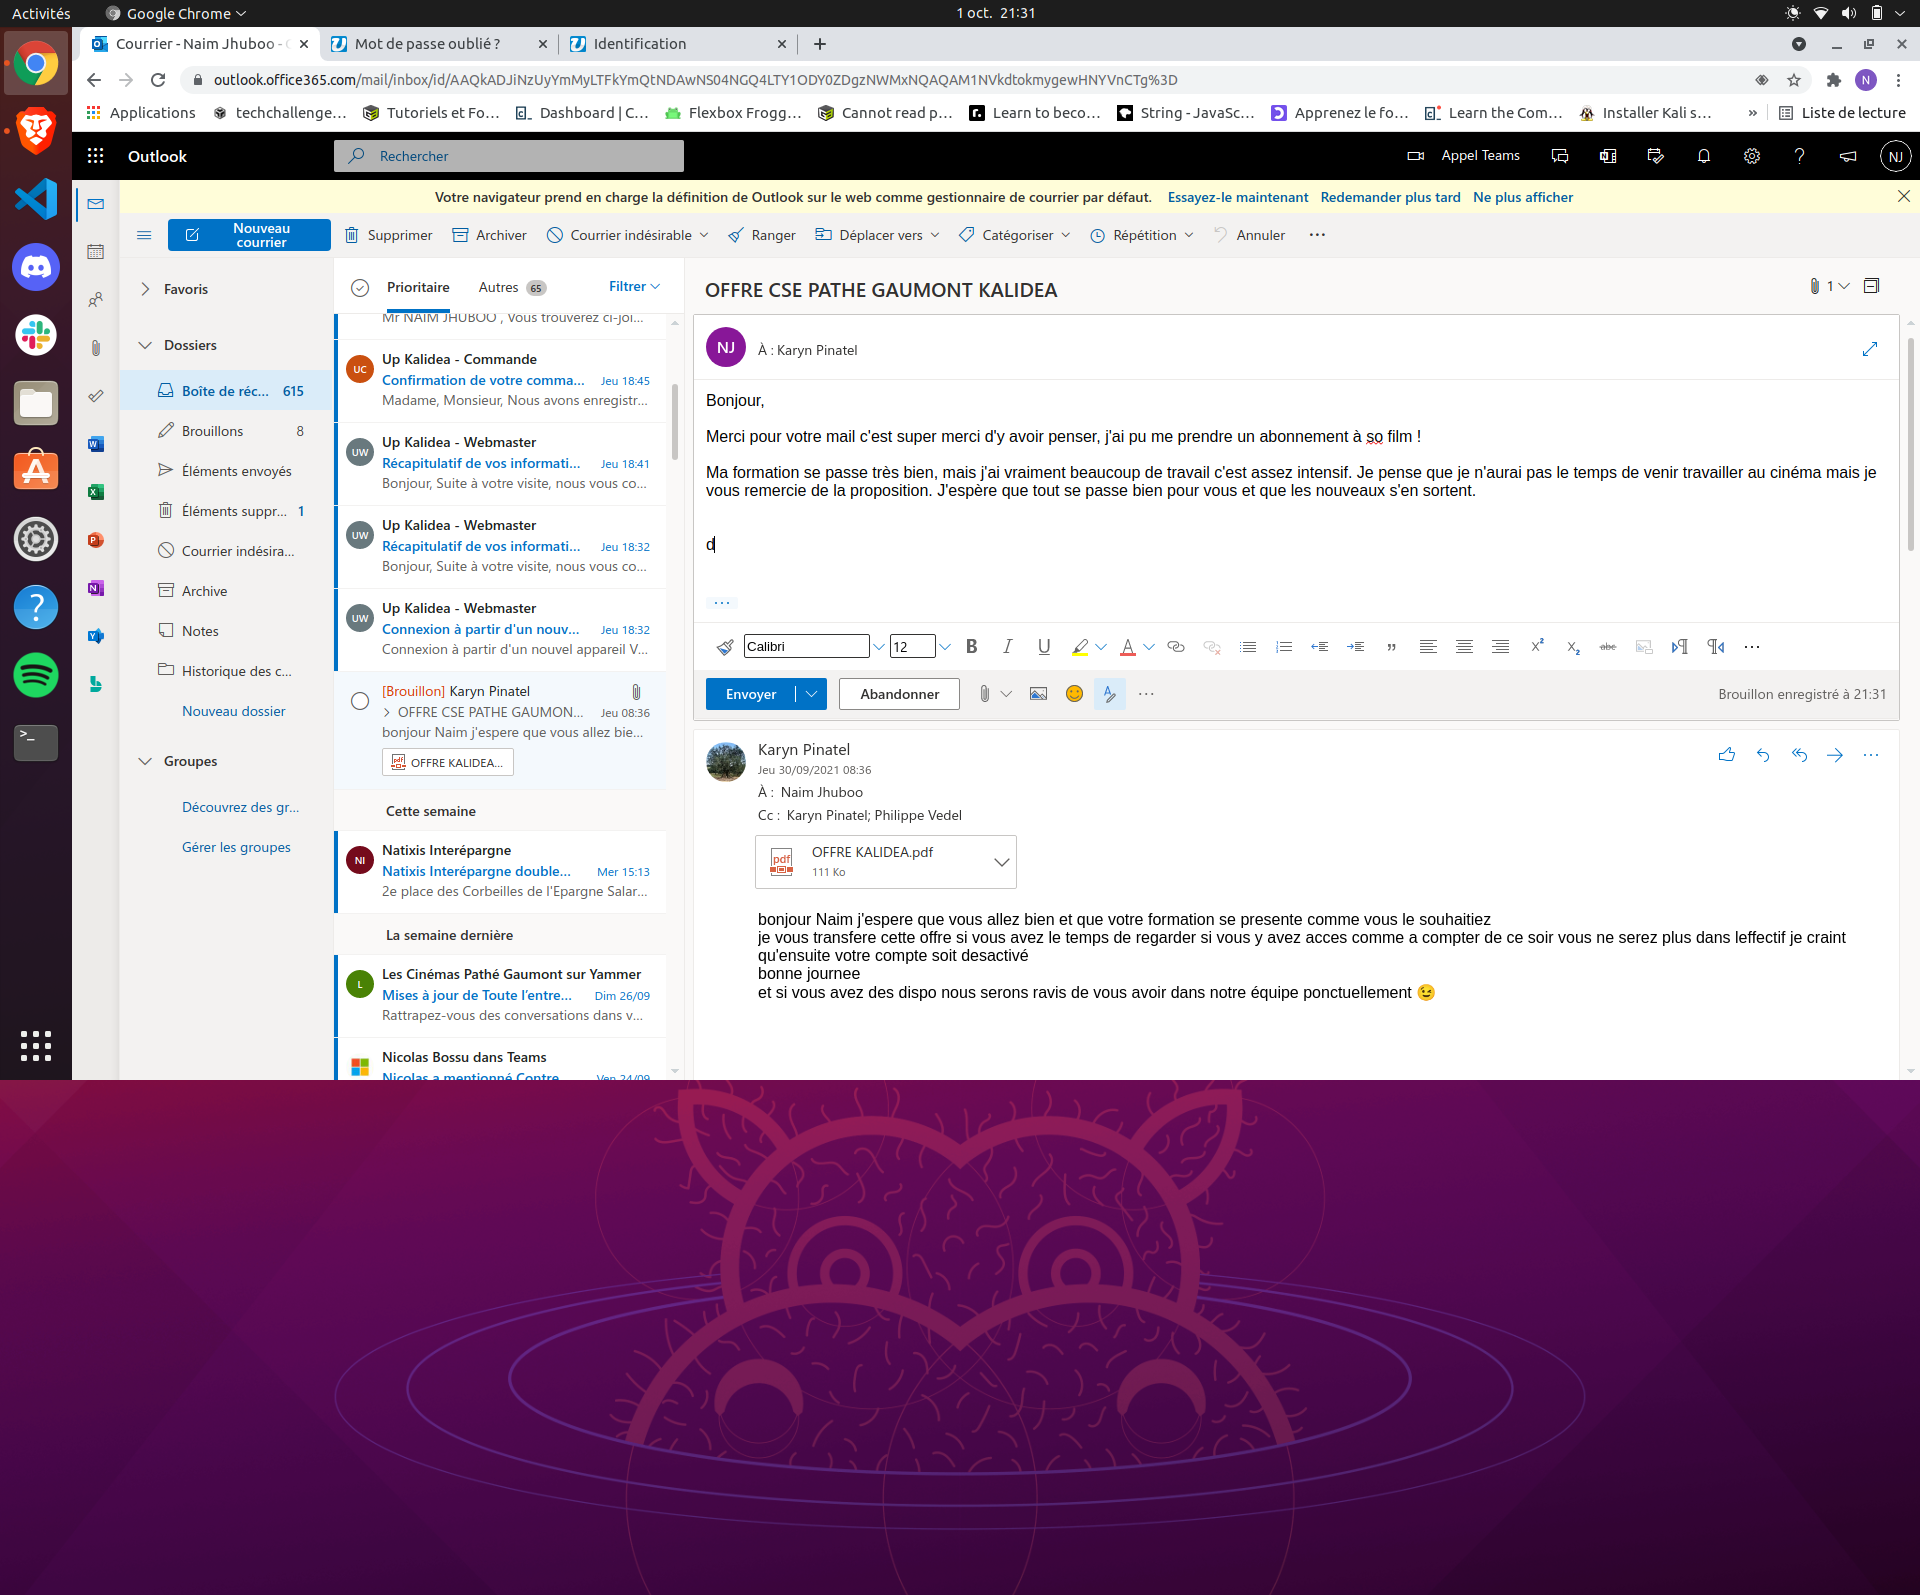 Activités
Google Chrome
1 oct. 21:31
Courrier - Naim Jhuboo -
Mot de passe oublié ?
Identification
outlook.office365.com/mail/inbox/id/AAQkADJiNzUyYmMyLTFkYmQtNDAwNS04NGQ4LTY1ODY0ZDgzNWMxNQAQAM1NVkdtokmygewHNYVnCTg%3D
N
Applications
techchallenge...
Tutoriels et Fo...
Dashboard | C...
Flexbox Frogg...
Cannot read p...
Learn to beco...
String - JavaSc...
Apprenez le fo...
Learn the Com...
Installer Kali s...
»
Liste de lecture
Outlook
Rechercher
Appel Teams
NJ
Votre navigateur prend en charge la définition de Outlook sur le web comme gestionnaire de courrier par défaut. Essayez-le maintenant Redemander plus tard Ne plus afficher
Nouveau courrier
Supprimer
Archiver
Courrier indésirable
Ranger
Déplacer vers
Catégoriser
Répétition
Annuler
Favoris
Dossiers
Boîte de réc... 615
Brouillons 8
Éléments envoyés
Éléments suppr... 1
Courrier indésira...
Archive
Notes
Historique des c...
Nouveau dossier
Groupes
Découvrez des gr...
Gérer les groupes
Prioritaire
Autres 65
Filtrer
Mr NAIM JHUBOO , Vous trouverez ci-joi...
UC
Up Kalidea - Commande
Confirmation de votre comma... Jeu 18:45
Madame, Monsieur, Nous avons enregistr...
UW
Up Kalidea - Webmaster
Récapitulatif de vos informati... Jeu 18:41
Bonjour, Suite à votre visite, nous vous co...
UW
Up Kalidea - Webmaster
Récapitulatif de vos informati... Jeu 18:32
Bonjour, Suite à votre visite, nous vous co...
UW
Up Kalidea - Webmaster
Connexion à partir d'un nouv... Jeu 18:32
Connexion à partir d'un nouvel appareil V...
[Brouillon] Karyn Pinatel
> OFFRE CSE PATHE GAUMON... Jeu 08:36
bonjour Naim j'espere que vous allez bie...
OFFRE KALIDEA...
Cette semaine
NI
Natixis Interépargne
Natixis Interépargne double... Mer 15:13
2e place des Corbeilles de l'Epargne Salar...
La semaine dernière
L
Les Cinémas Pathé Gaumont sur Yammer
Mises à jour de Toute l'entre... Dim 26/09
Rattrapez-vous des conversations dans v...
Nicolas Bossu dans Teams
Nicolas a mentionné Contre... Ven 24/09
OFFRE CSE PATHE GAUMONT KALIDEA
1
NJ
À : Karyn Pinatel
Bonjour,
Merci pour votre mail c'est super merci d'y avoir penser, j'ai pu me prendre un abonnement à so film !
Ma formation se passe très bien, mais j'ai vraiment beaucoup de travail c'est assez intensif. Je pense que je n'aurai pas le temps de venir travailler au cinéma mais je
vous remercie de la proposition. J'espère que tout se passe bien pour vous et que les nouveaux s'en sortent.
d
Calibri 12 B I U
Envoyer
Abandonner
Brouillon enregistré à 21:31
Karyn Pinatel
Jeu 30/09/2021 08:36
À : Naim Jhuboo
Cc : Karyn Pinatel; Philippe Vedel
pdf
OFFRE KALIDEA.pdf
111 Ko
bonjour Naim j'espere que vous allez bien et que votre formation se presente comme vous le souhaitiez
je vous transfere cette offre si vous avez le temps de regarder si vous y avez acces comme a compter de ce soir vous ne serez plus dans leffectif je craint
qu'ensuite votre compte soit desactivé
bonne journee
et si vous avez des dispo nous serons ravis de vous avoir dans notre équipe ponctuellement 😉